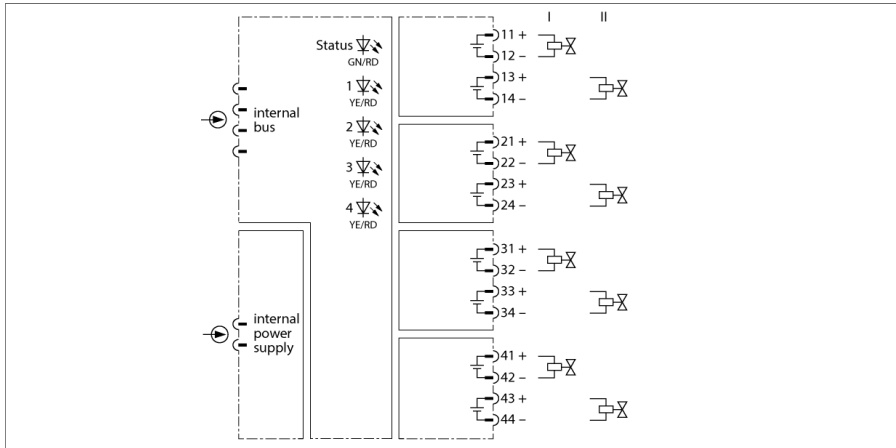 I II
Status
GN/RD
1
YE/RD
2
YE/RD
3
YE/RD
4
YE/RD
internal
bus
internal
power
supply
11 +
12 –
13 +
14 –
21 +
22 –
23 +
24 –
31 +
32 –
33 +
34 –
41 +
42 –
43 +
44 –